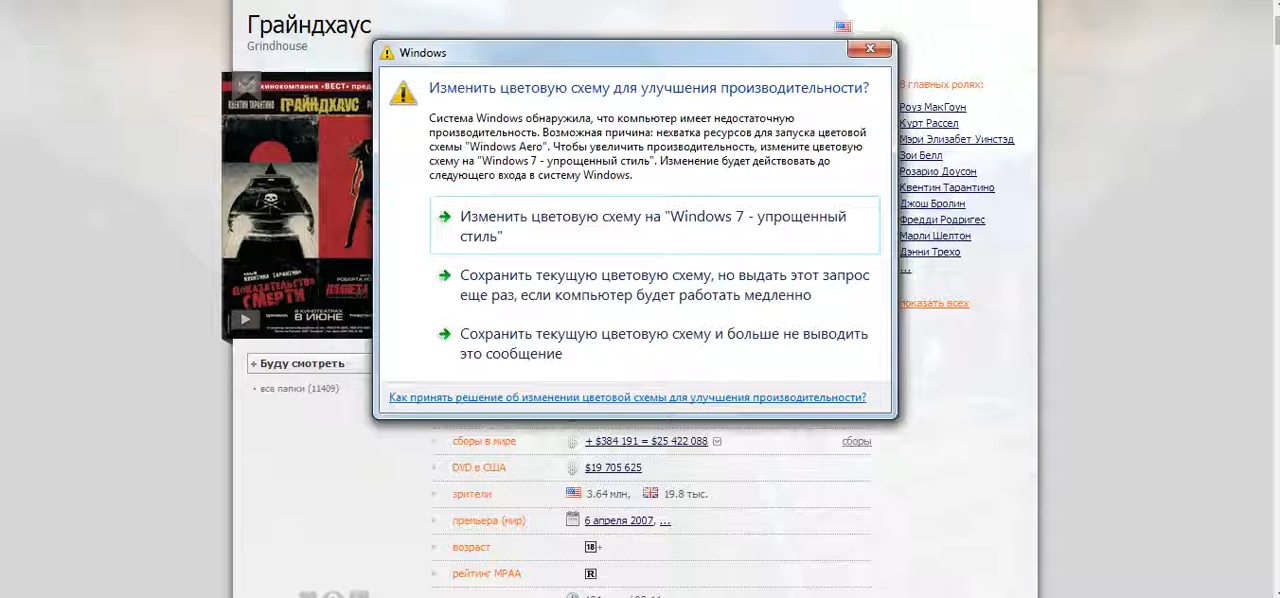 Грайндхаус
Grindhouse
кинокомпания «ВЕСТ» пред
КВЕНТИН ТАРАНТИНО ГРАЙНДХАУС
КВЕНТИНА ТАРАНТИНО
ДОКАЗАТЕЛЬСТВО
СМЕРТИ
В КИНОТЕАТРАХ
В ИЮНЕ
+ Буду смотреть
все папки (11409)
Windows
Изменить цветовую схему для улучшения производительности?
Система Windows обнаружила, что компьютер имеет недостаточную
производительность. Возможная причина: нехватка ресурсов для запуска цветовой
схемы "Windows Aero". Чтобы увеличить производительность, измените цветовую
схему на "Windows 7 - упрощенный стиль". Изменение будет действовать до
следующего входа в систему Windows.
Изменить цветовую схему на "Windows 7 - упрощенный
стиль"
Сохранить текущую цветовую схему, но выдать этот запрос
еще раз, если компьютер будет работать медленно
Сохранить текущую цветовую схему и больше не выводить
это сообщение
Как принять решение об изменении цветовой схемы для улучшения производительности?
В главных ролях:
Роуз МакГоун
Курт Рассел
Мэри Элизабет Уинстэд
Зои Белл
Розарио Доусон
Квентин Тарантино
Джош Бролин
Фредди Родригес
Марли Шелтон
Дэнни Трехо
...
показать всех
сборы в мире + $384 191 = $25 422 088 сборы
DVD в США $19 705 625
зрители 3.64 млн, 19.8 тыс.
премьера (мир) 6 апреля 2007, ...
возраст 18+
рейтинг MPAA R